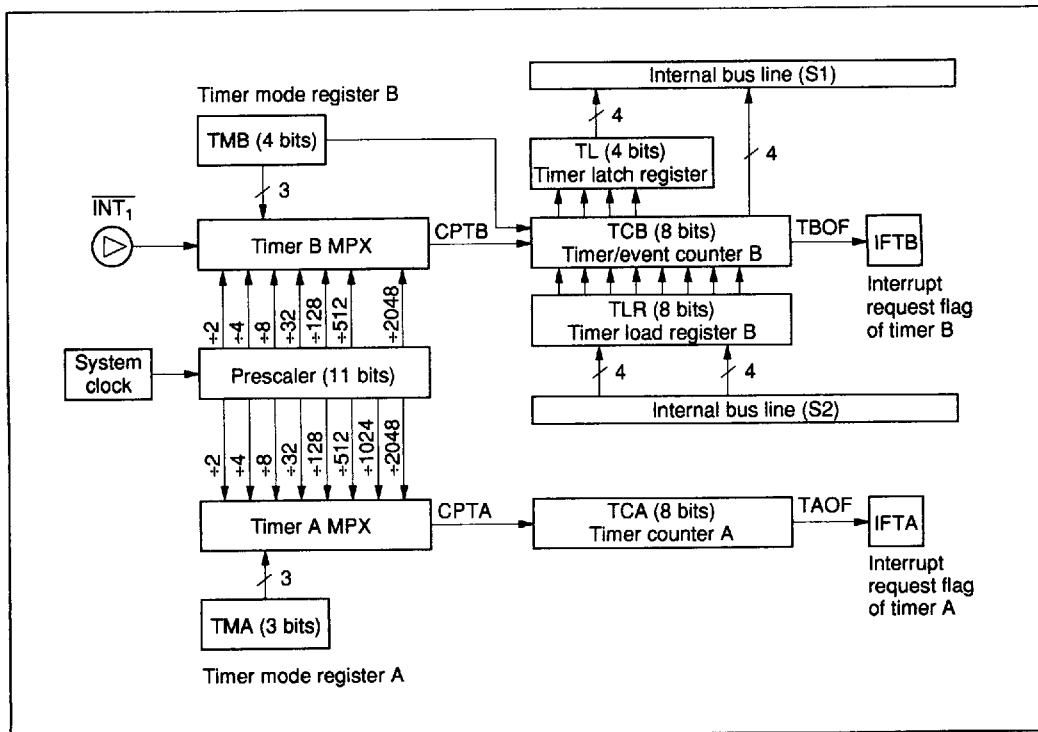 Internal bus line (S1)
Timer mode register B
4
TMB (4 bits)
TL (4 bits)
Timer latch register
4
3
INT1
Timer B MPX
CPTB
TCB (8 bits)
Timer/event counter B
TBOF
IFTB
÷2
÷4
÷8
÷32
÷128
÷512
÷2048
TLR (8 bits)
Timer load register B
Interrupt
request flag
of timer B
System
clock
Prescaler (11 bits)
4
4
Internal bus line (S2)
÷2
÷4
÷8
÷32
÷128
÷512
÷1024
÷2048
Timer A MPX
CPTA
TCA (8 bits)
Timer counter A
TAOF
IFTA
3
Interrupt
request flag
of timer A
TMA (3 bits)
Timer mode register A